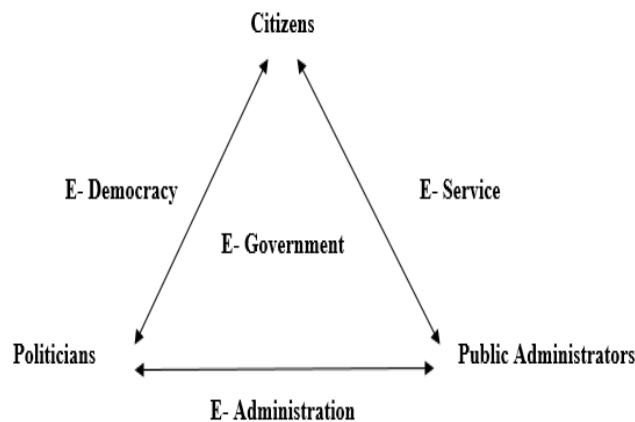 Citizens
E- Democracy
E- Service
E- Government
Politicians
Public Administrators
E- Administration